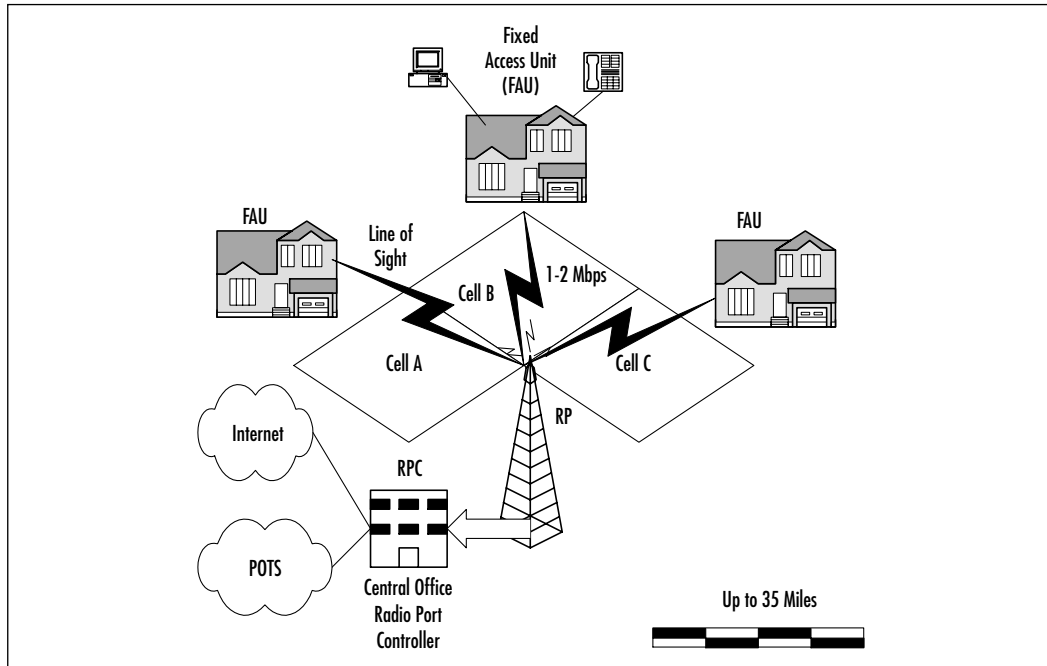 Fixed
Access Unit
(FAU)
FAU
Line of
Sight
FAU
1-2 Mbps
Cell B
Cell A
Cell C
RP
Internet
RPC
POTS
Central Office
Radio Port
Controller
Up to 35 Miles